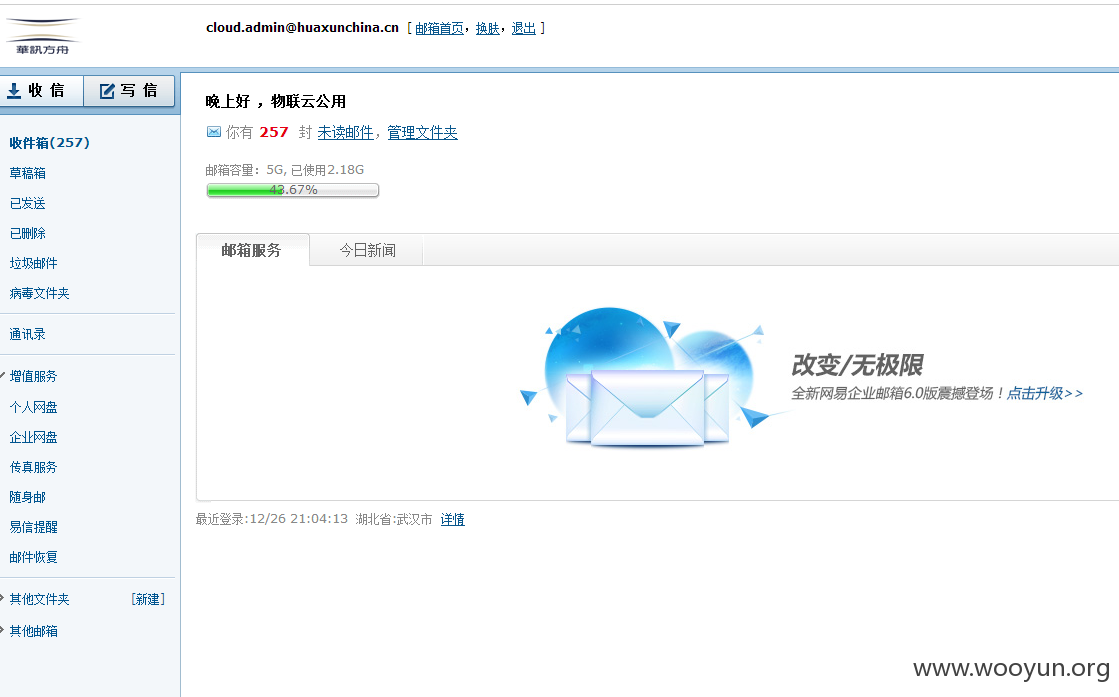 華訊方舟
cloud.admin@huaxunchina.cn [ 邮箱首页, 换肤, 退出 ]
收 信
写 信
收件箱(257)
草稿箱
已发送
已删除
垃圾邮件
病毒文件夹
通讯录
增值服务
个人网盘
企业网盘
传真服务
随身邮
易信提醒
邮件恢复
其他文件夹 [新建]
其他邮箱
晚上好 ，物联云公用
你有 257 封 未读邮件，管理文件夹
邮箱容量：5G, 已使用2.18G
43.67%
邮箱服务 今日新闻
改变/无极限
全新网易企业邮箱6.0版震撼登场！点击升级>>
最近登录:12/26 21:04:13 湖北省:武汉市 详情
www.wooyun.org